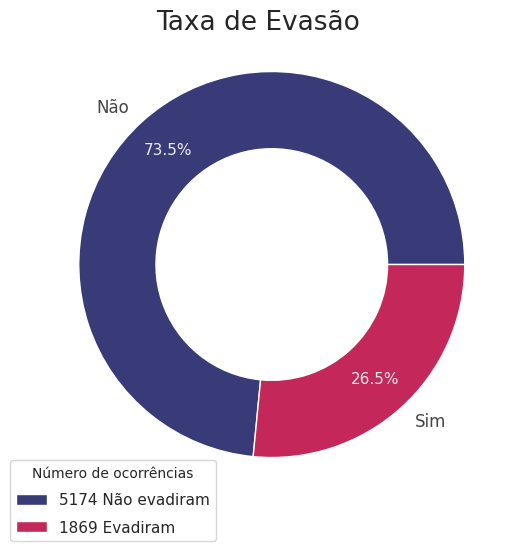 Taxa de Evasão
Não
73.5%
26.5%
Sim
Número de ocorrências
5174 Não evadiram
1869 Evadiram